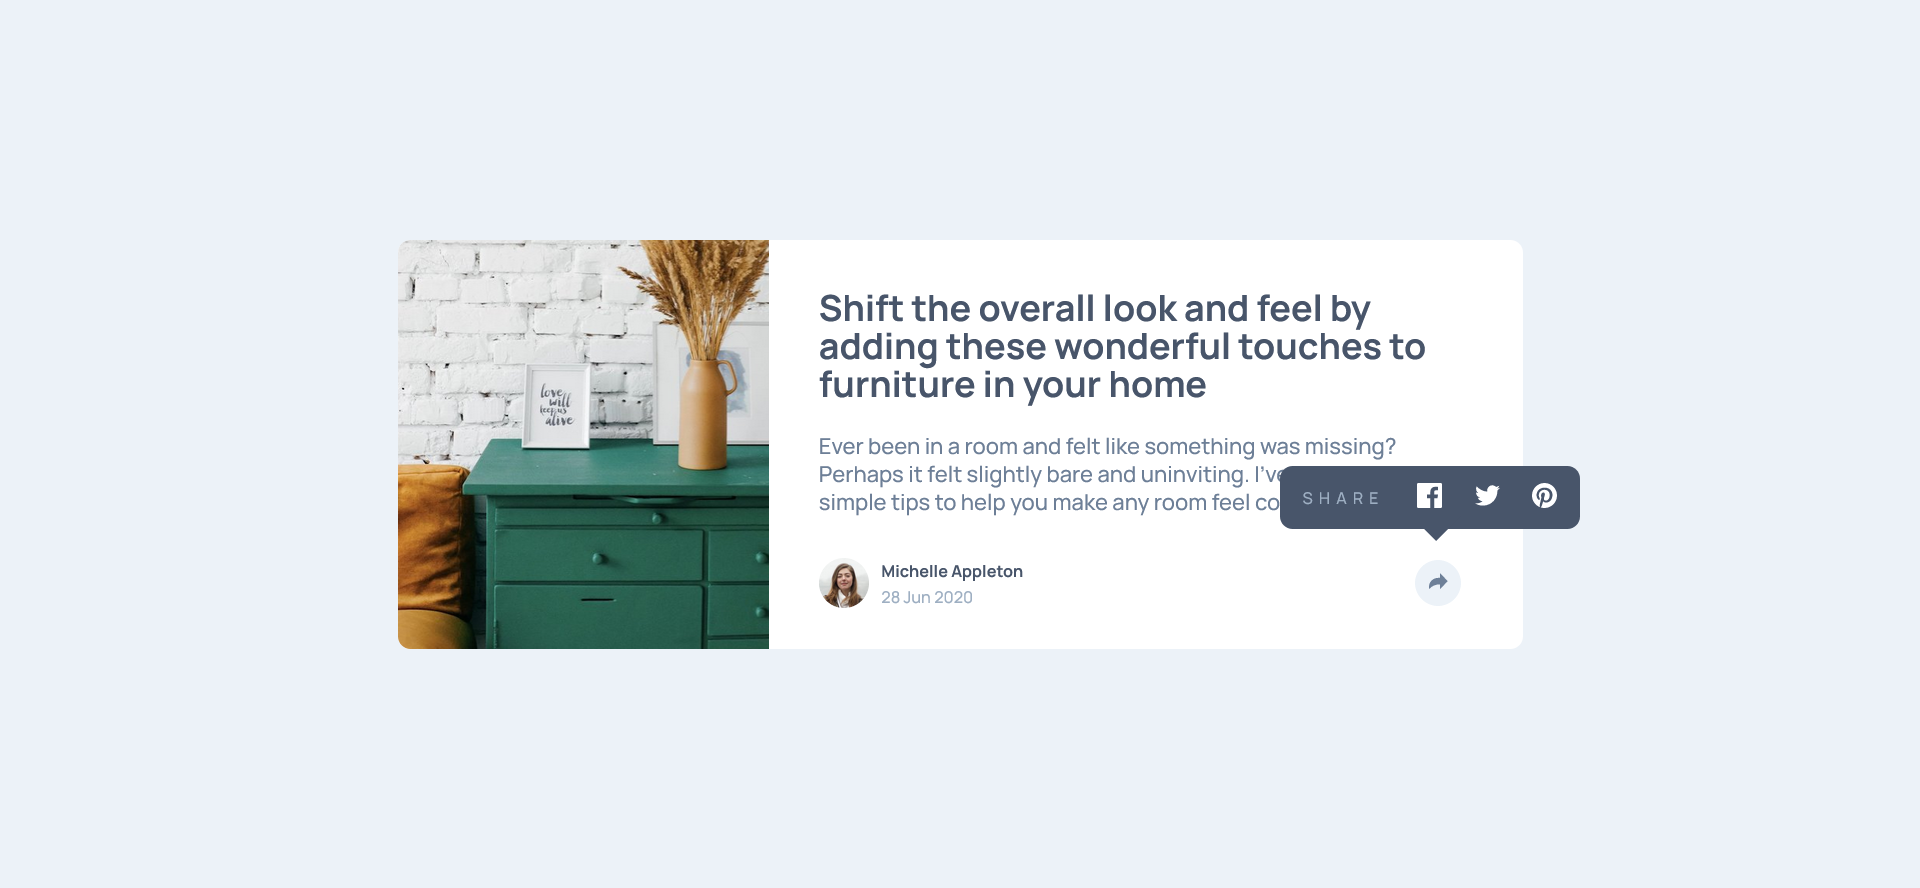 love
will
keep us
alive
Shift the overall look and feel by
adding these wonderful touches to
furniture in your home
Ever been in a room and felt like something was missing?
Perhaps it felt slightly bare and uninviting. I've
simple tips to help you make any room feel co
SHARE
Michelle Appleton
28 Jun 2020